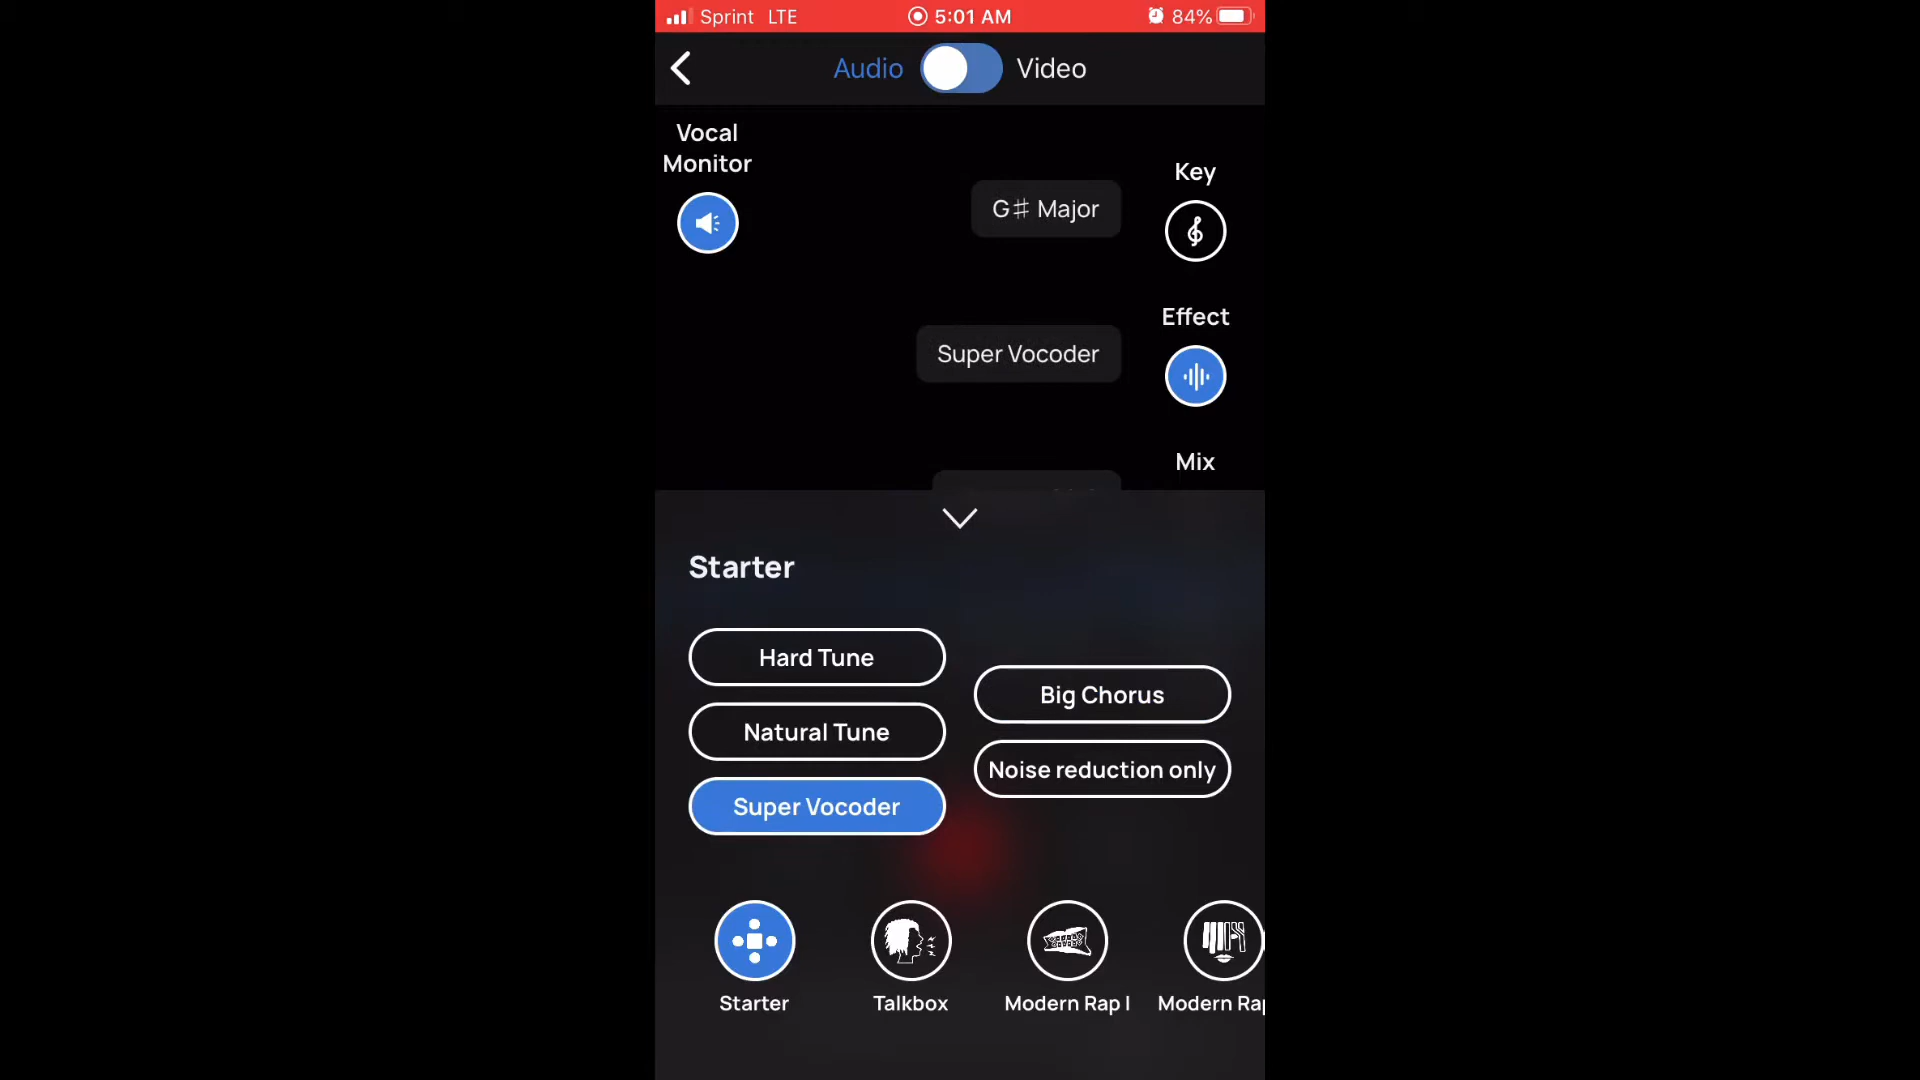 Sprint LTE 5:01 AM 84%
Audio Video
Vocal
Monitor
Key
G♯ Major
Effect
Super Vocoder
Mix
Starter
Hard Tune
Big Chorus
Natural Tune
Noise reduction only
Super Vocoder
Starter Talkbox Modern Rap I Modern Rap